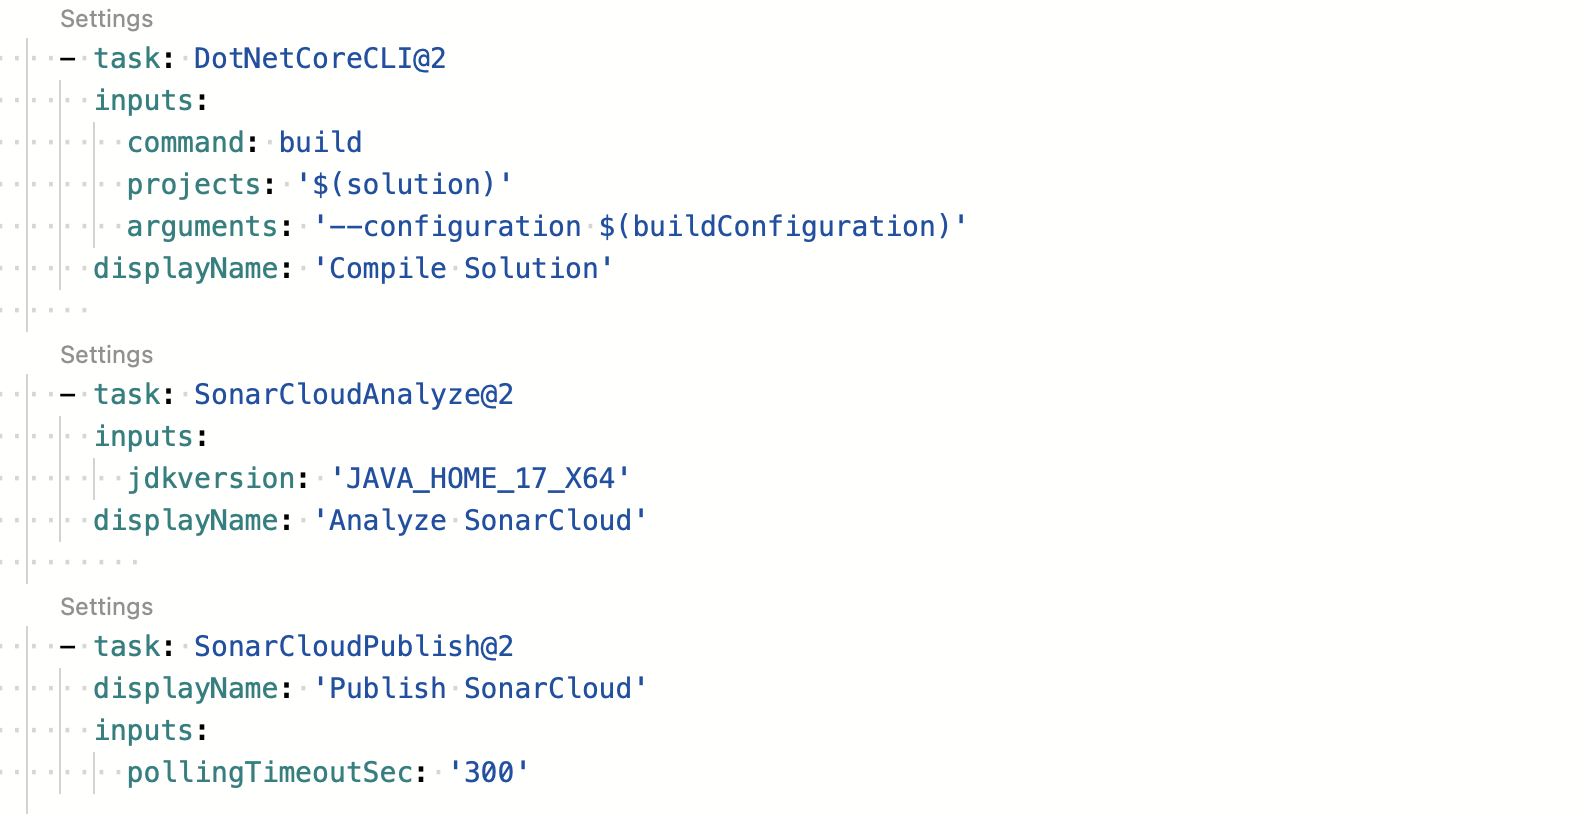 Settings
- task: DotNetCoreCLI@2
inputs:
command: build
projects: '$(solution)'
arguments: '--configuration $(buildConfiguration)'
displayName: 'Compile Solution'
Settings
- task: SonarCloudAnalyze@2
inputs:
jdkversion: 'JAVA_HOME_17_X64'
displayName: 'Analyze SonarCloud'
Settings
- task: SonarCloudPublish@2
displayName: 'Publish SonarCloud'
inputs:
pollingTimeoutSec: '300'